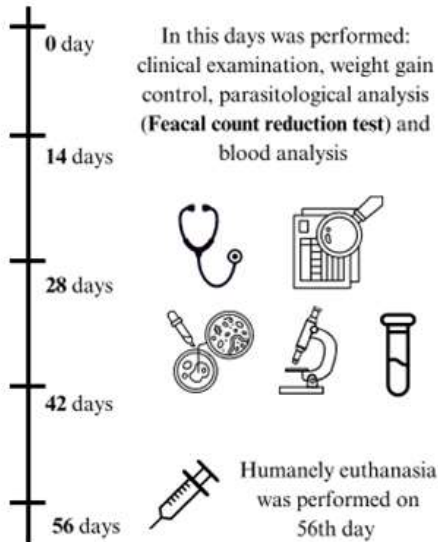 0 day
In this days was performed:
clinical examination, weight gain
control, parasitological analysis
(Feacal count reduction test) and
blood analysis
14 days
28 days
42 days
Humanely euthanasia
was performed on
56th day
56 days